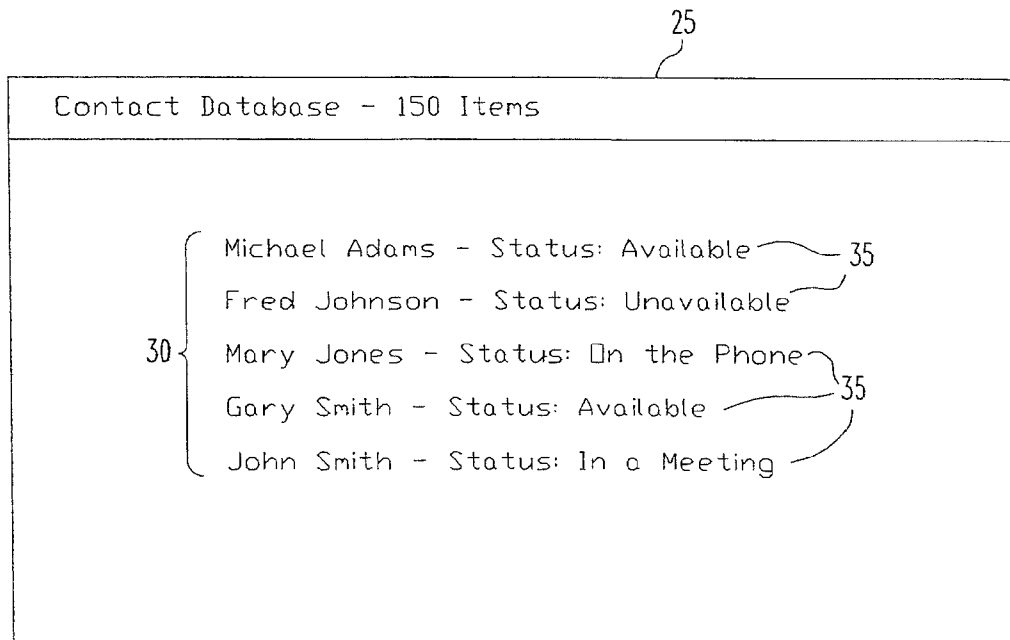 25
Contact Database - 150 Items
Michael Adams - Status: Available
35
Fred Johnson - Status: Unavailable
30
Mary Jones - Status: On the Phone
35
Gary Smith - Status: Available
John Smith - Status: In a Meeting